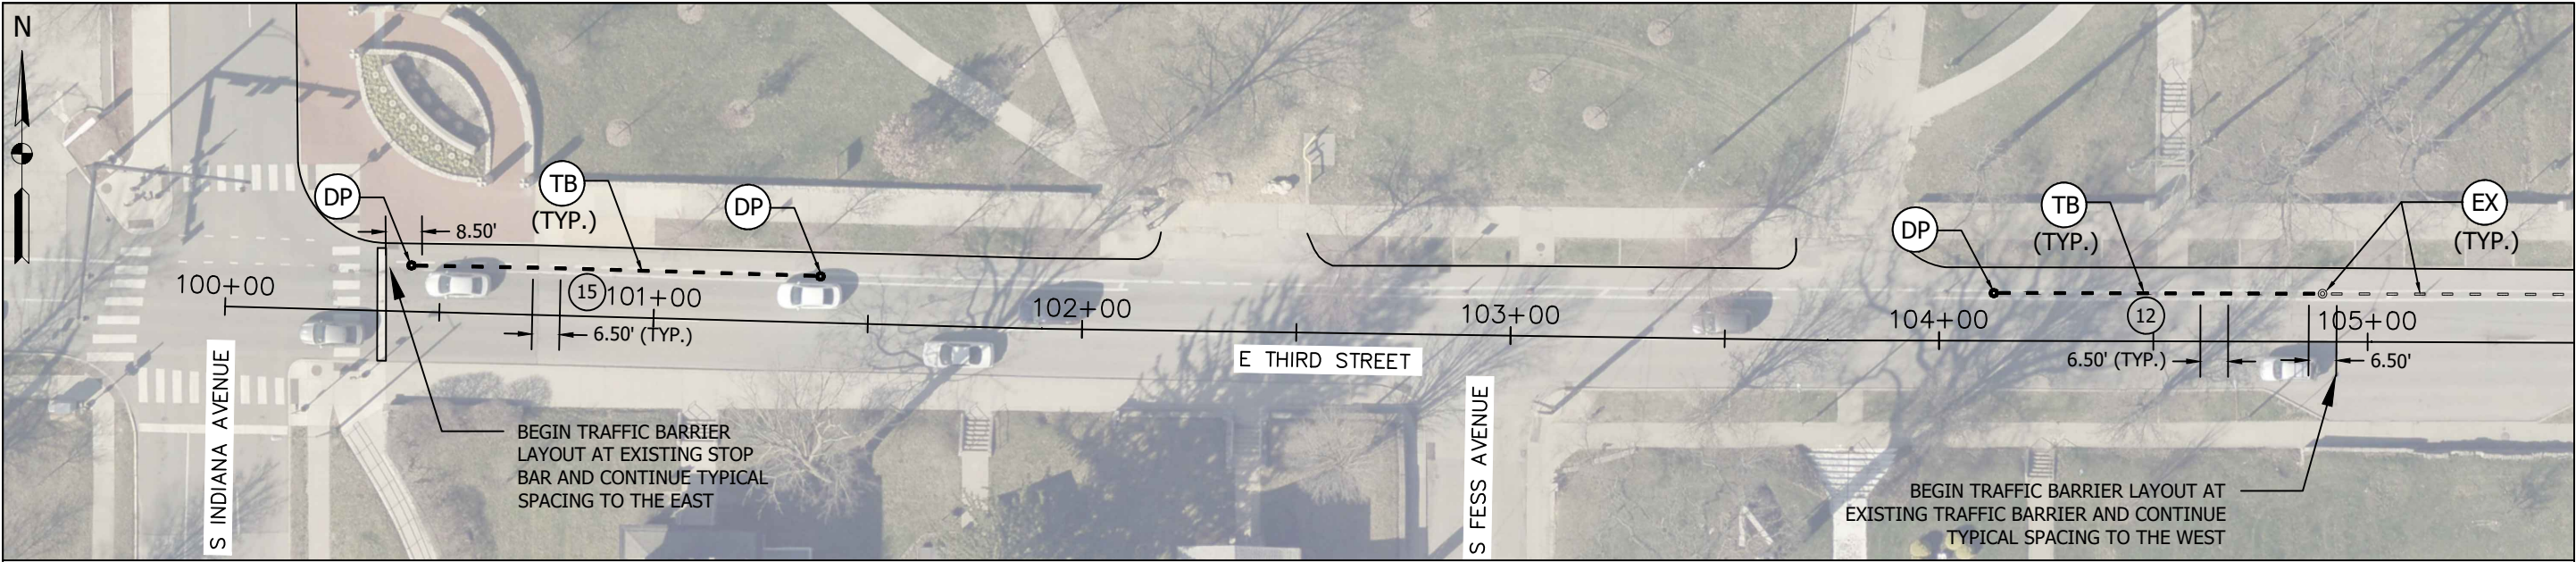 N
DP
TB
(TYP.)
DP
8.50'
DP
TB
(TYP.)
EX
(TYP.)
100+00
15
101+00
102+00
103+00
104+00
12
105+00
6.50' (TYP.)
E THIRD STREET
6.50' (TYP.)
6.50'
S INDIANA AVENUE
S FESS AVENUE
BEGIN TRAFFIC BARRIER
LAYOUT AT EXISTING STOP
BAR AND CONTINUE TYPICAL
SPACING TO THE EAST
BEGIN TRAFFIC BARRIER LAYOUT AT
EXISTING TRAFFIC BARRIER AND CONTINUE
TYPICAL SPACING TO THE WEST